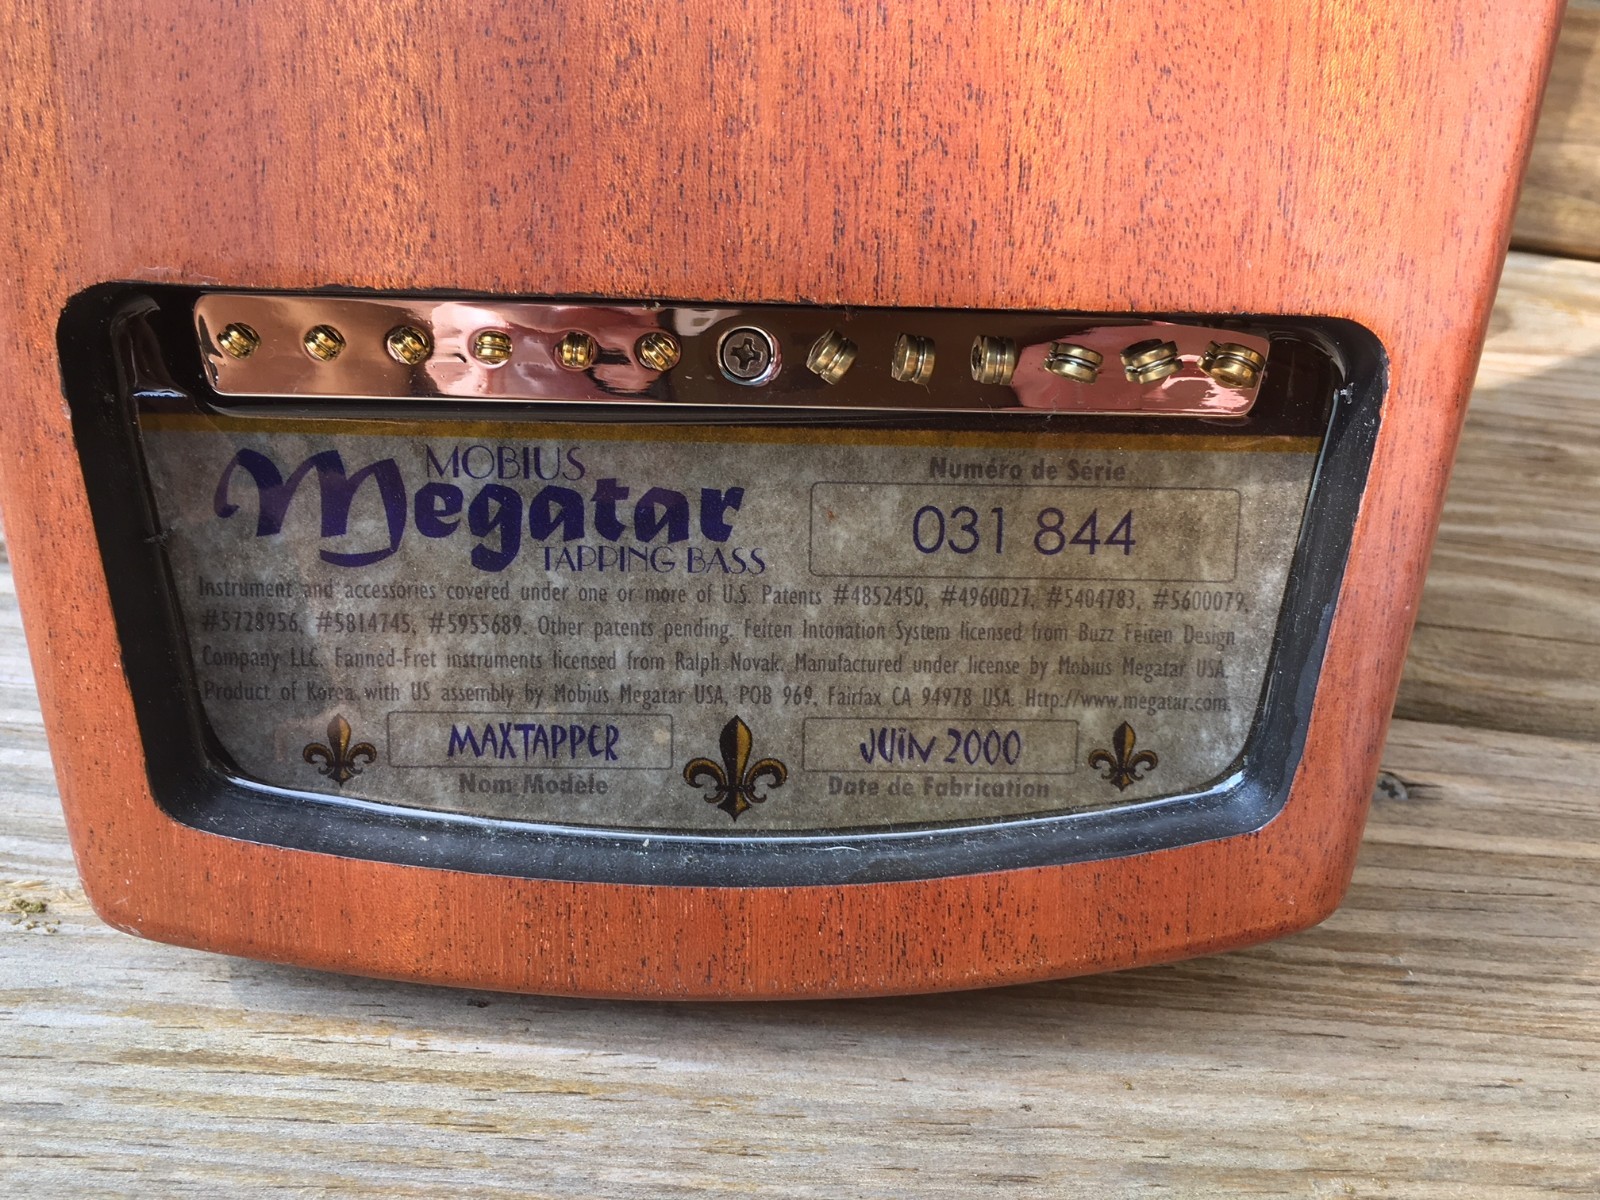 MOBIUS
Megatar
TAPPING BASS
Numéro de Série
031 844
Instrument and accessories covered under one or more of U.S. Patents #4852450, #4960027, #5404783, #5600079,
#5728956, #5814745, #5955689. Other patents pending. Feiten Intonation System licensed from Buzz Feiten Design
Company LLC. Fanned-Fret instruments licensed from Ralph Novak. Manufactured under license by Mobius Megatar USA.
Product of Korea with US assembly by Mobius Megatar USA, POB 969, Fairfax CA 94978 USA. Http://www.megatar.com.
MAXTAPPER
Nom Modèle
JUIN 2000
Date de Fabrication